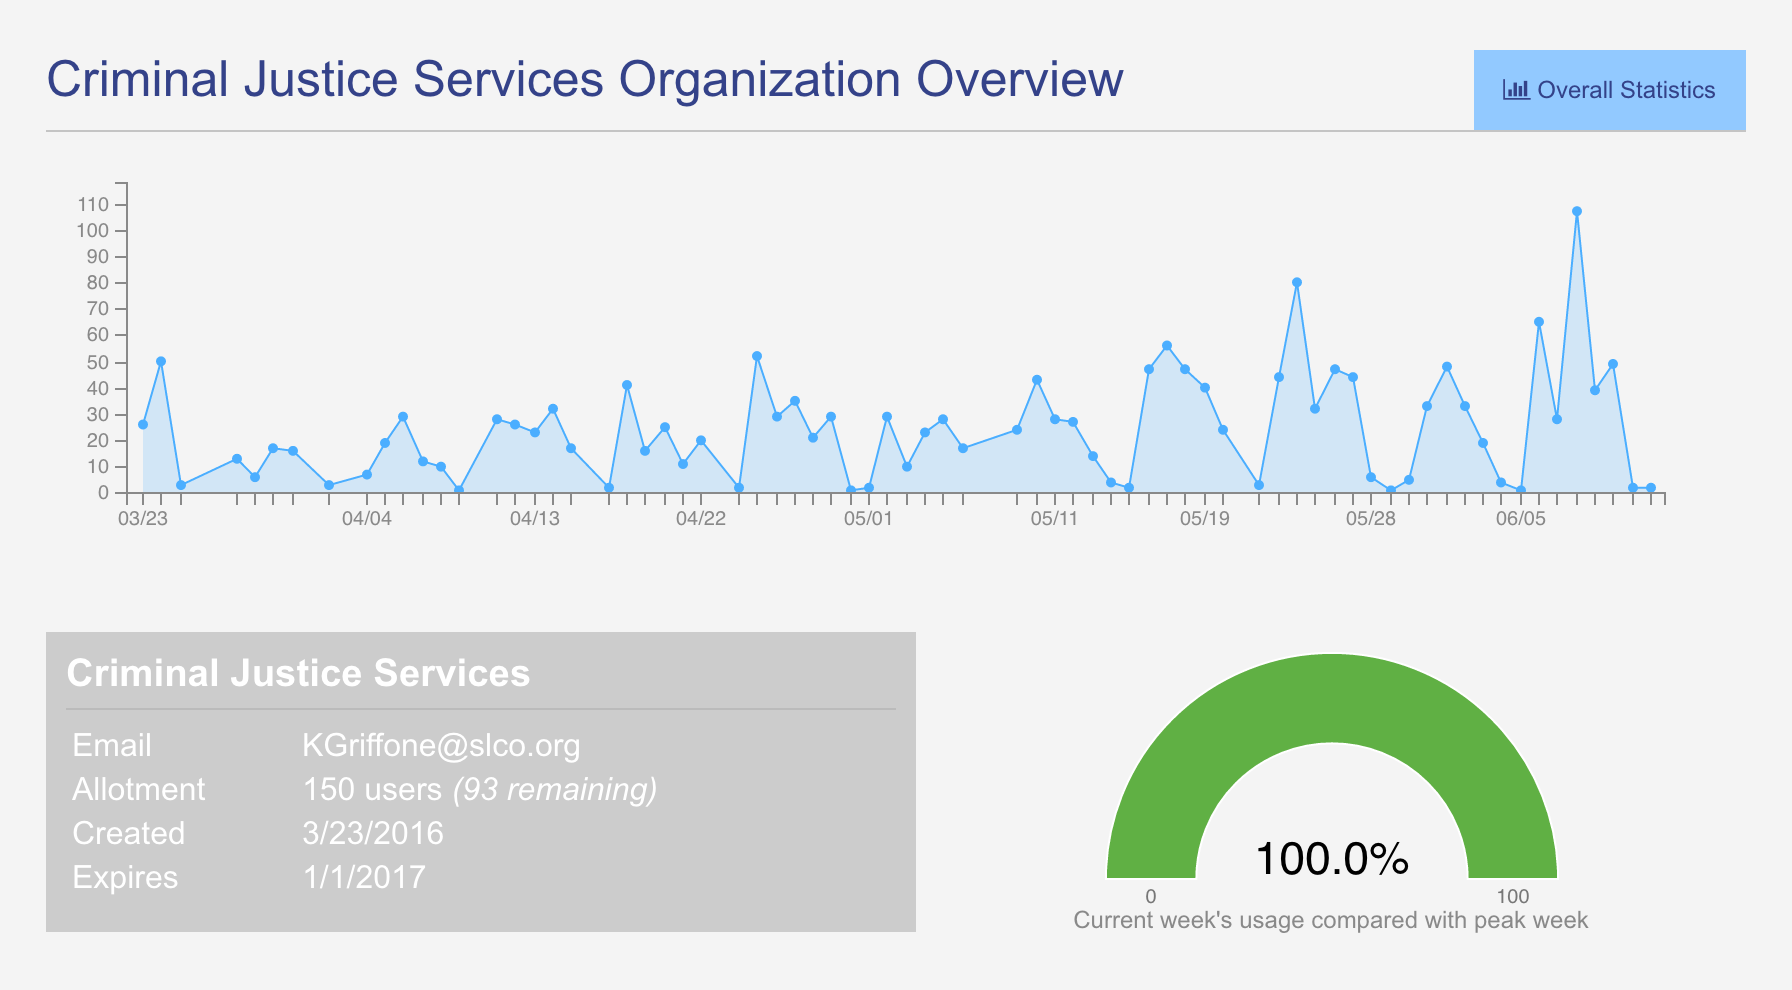 Criminal Justice Services Organization Overview
Overall Statistics
110
100
90
80
70
60
50
40
30
20
10
0
03/23 04/04 04/13 04/22 05/01 05/11 05/19 05/28 06/05
Criminal Justice Services
Email KGriffone@slco.org
Allotment 150 users (93 remaining)
Created 3/23/2016
Expires 1/1/2017
100.0%
0 100
Current week's usage compared with peak week